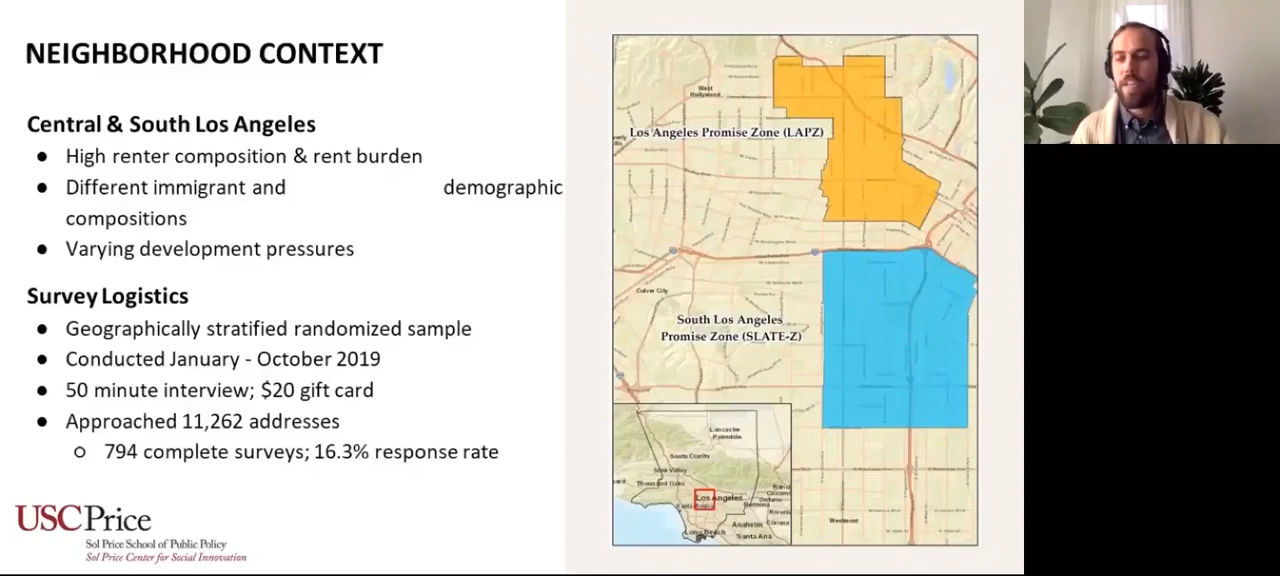 NEIGHBORHOOD CONTEXT
Central & South Los Angeles
● High renter composition & rent burden
● Different immigrant and demographic
compositions
● Varying development pressures
Survey Logistics
● Geographically stratified randomized sample
● Conducted January - October 2019
● 50 minute interview; $20 gift card
● Approached 11,262 addresses
○ 794 complete surveys; 16.3% response rate
USC Price
Sol Price School of Public Policy
Sol Price Center for Social Innovation
West
Hollywood
Los Angeles Promise Zone (LAPZ)
Culver City
South Los Angeles
Promise Zone (SLATE-Z)
Westmont
Lancaster
Palmdale
Santa Clarita
Simi Valley
Thousand Oaks
Los Angeles
Long Beach
Anaheim
Santa Ana